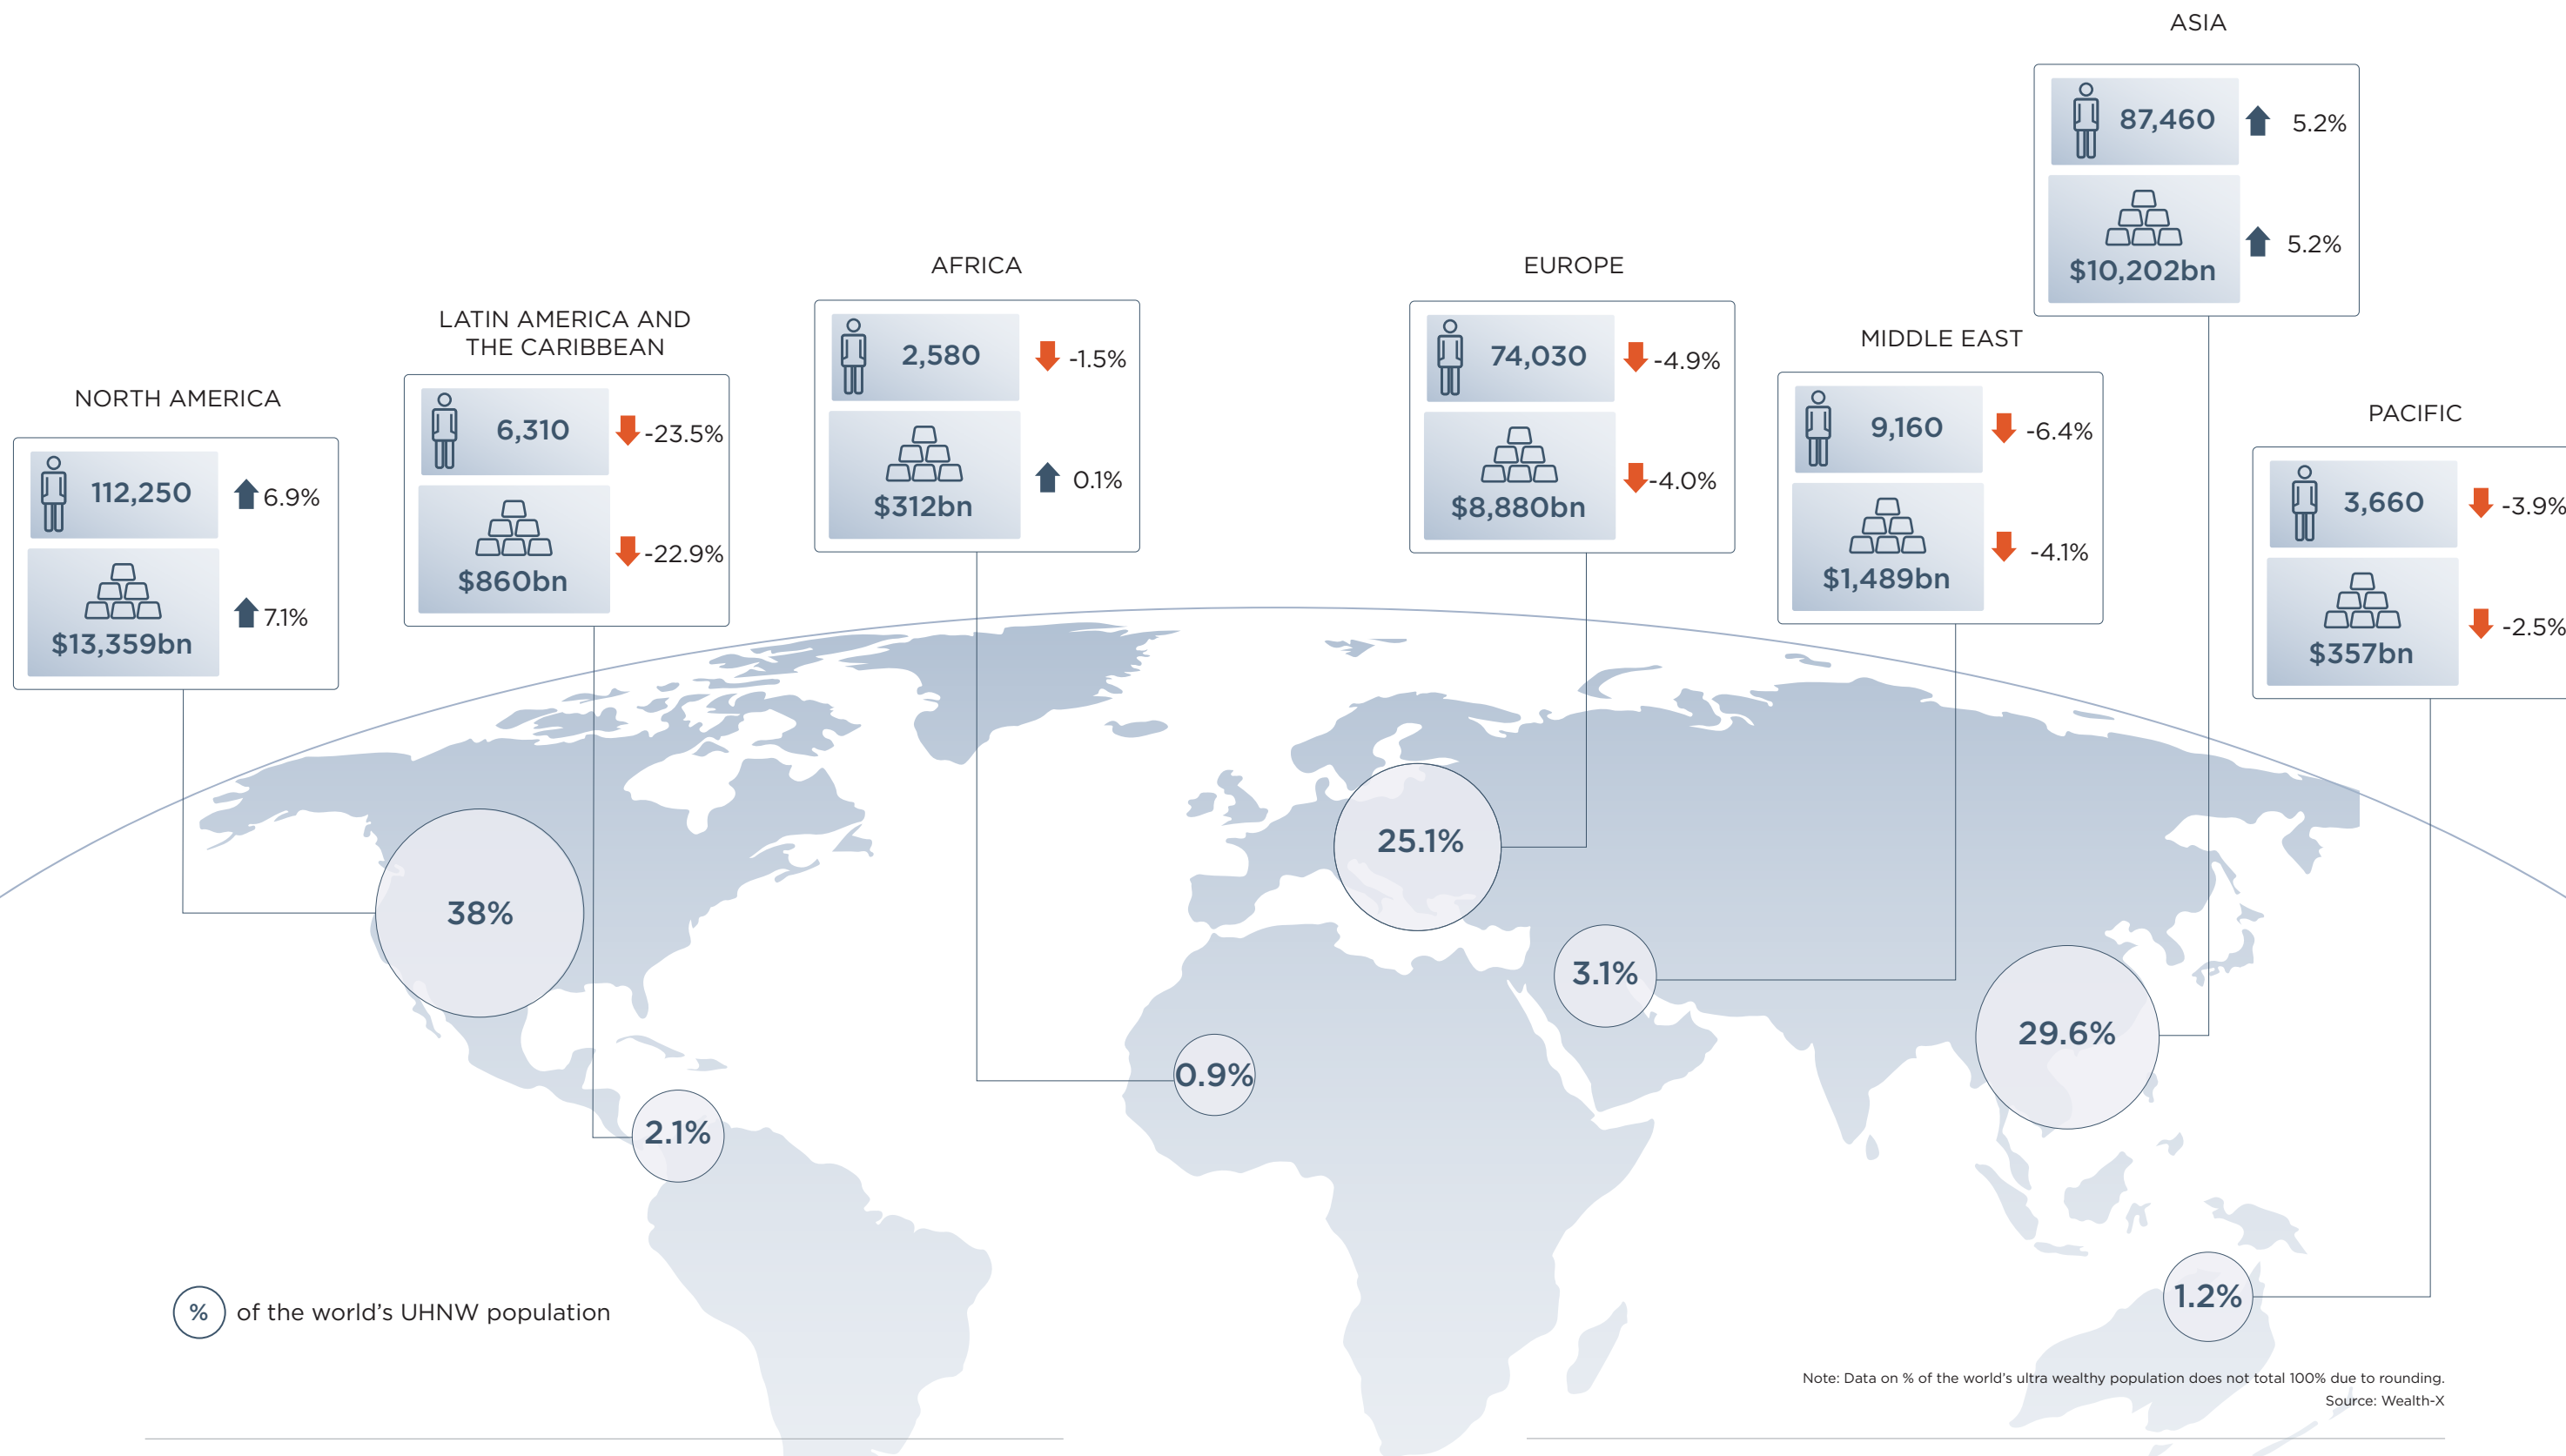 ASIA
87,460 5.2%
$10,202bn 5.2%
AFRICA
2,580 -1.5%
$312bn 0.1%
EUROPE
74,030 -4.9%
$8,880bn -4.0%
LATIN AMERICA AND
THE CARIBBEAN
6,310 -23.5%
$860bn -22.9%
MIDDLE EAST
9,160 -6.4%
$1,489bn -4.1%
NORTH AMERICA
112,250 6.9%
$13,359bn 7.1%
PACIFIC
3,660 -3.9%
$357bn -2.5%
25.1%
38%
3.1%
29.6%
0.9%
2.1%
1.2%
% of the world's UHNW population
Note: Data on % of the world's ultra wealthy population does not total 100% due to rounding.
Source: Wealth-X